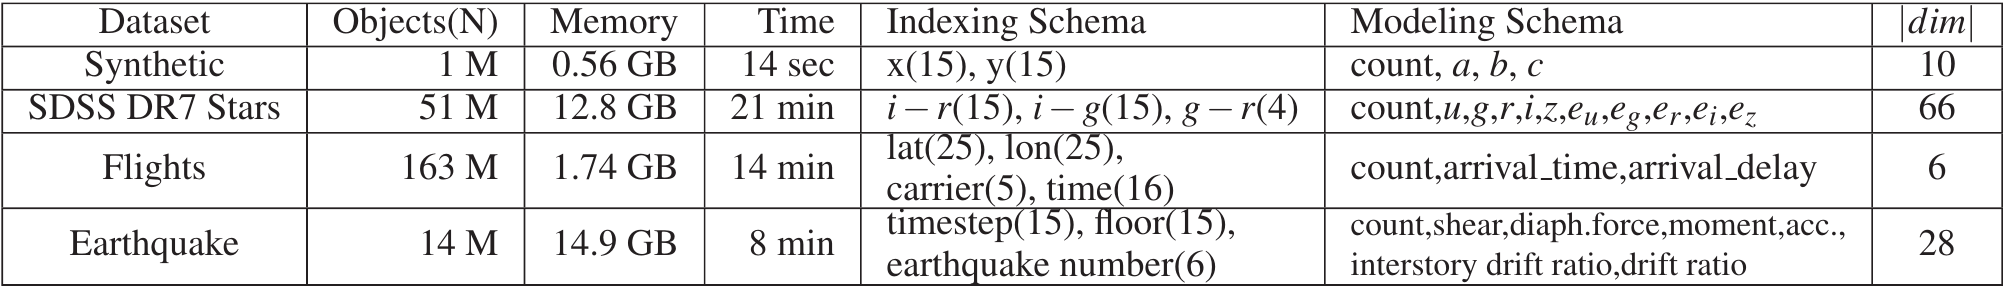 Dataset Objects(N) Memory Time Indexing Schema Modeling Schema |dim|
Synthetic 1 M 0.56 GB 14 sec x(15), y(15) count, a, b, c 10
SDSS DR7 Stars 51 M 12.8 GB 21 min i − r(15), i − g(15), g − r(4) count,u,g,r,i,z,e_u,e_g,e_r,e_i,e_z 66
Flights 163 M 1.74 GB 14 min lat(25), lon(25),
carrier(5), time(16) count,arrival_time,arrival_delay 6
Earthquake 14 M 14.9 GB 8 min timestep(15), floor(15),
earthquake number(6) count,shear,diaph.force,moment,acc.,
interstory drift ratio,drift ratio 28